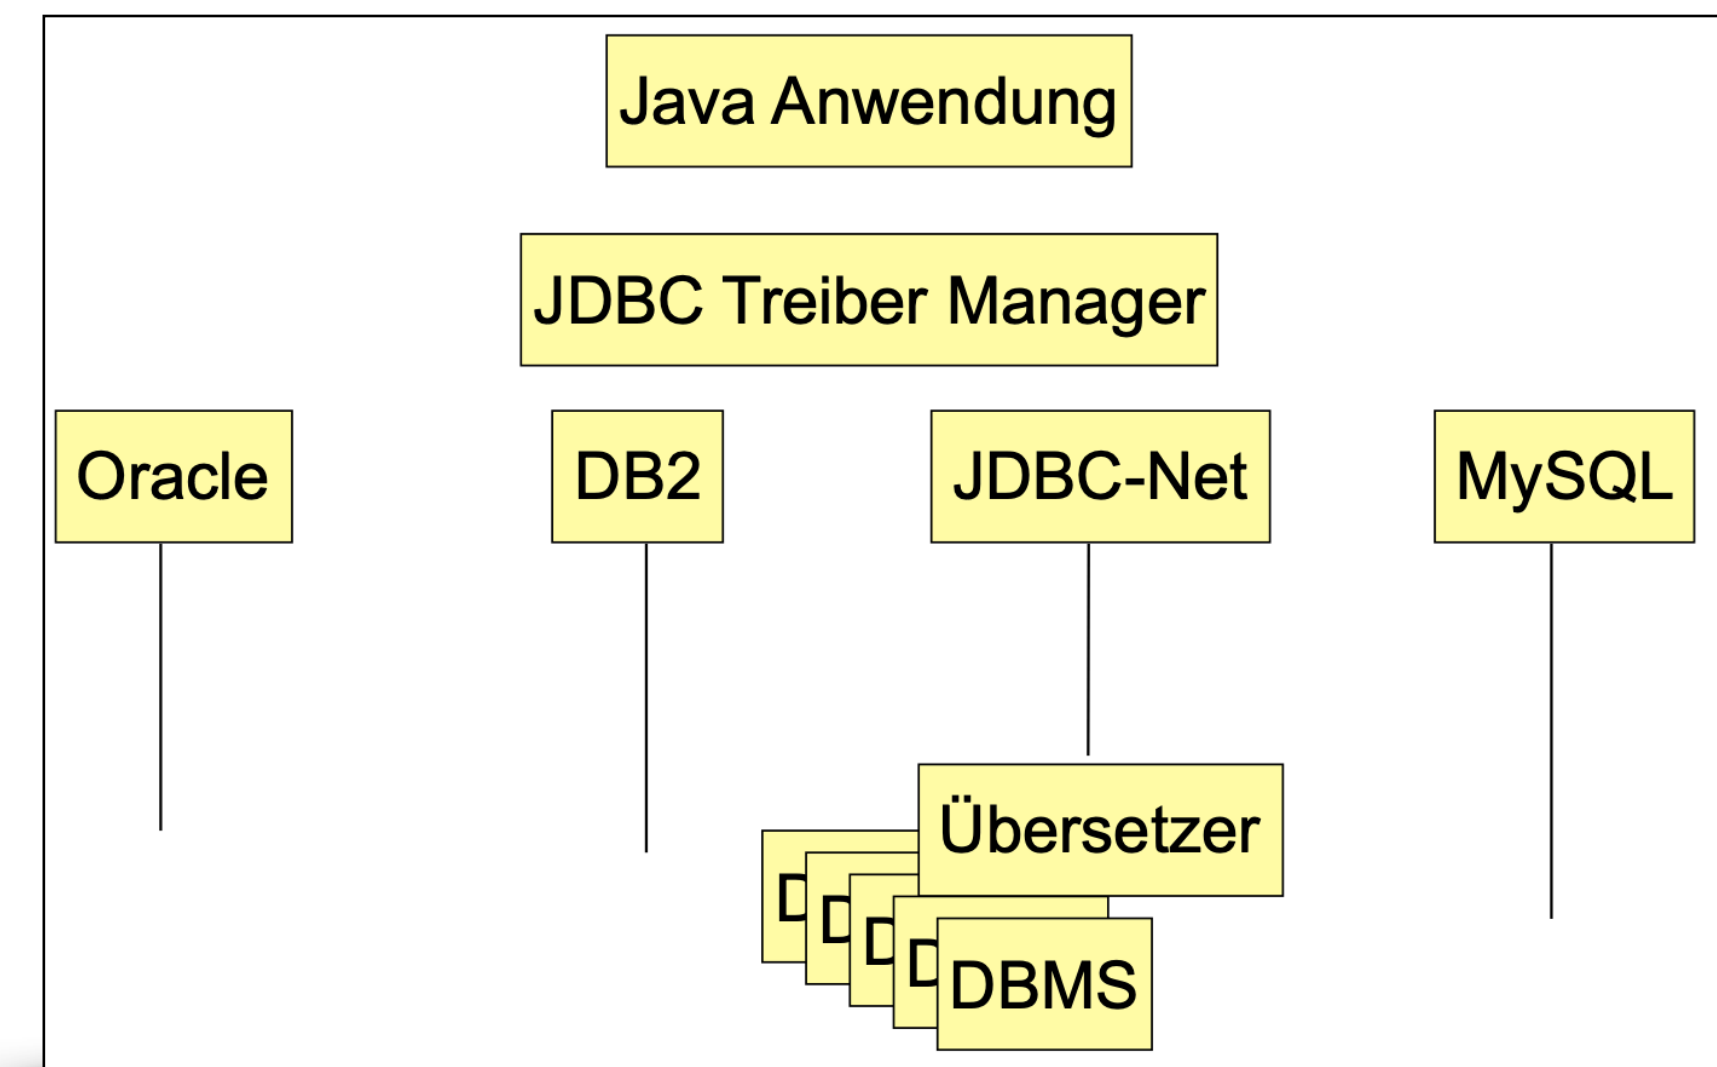 Java Anwendung
JDBC Treiber Manager
Oracle
DB2
JDBC-Net
MySQL
Übersetzer
D
D
D
D
DBMS